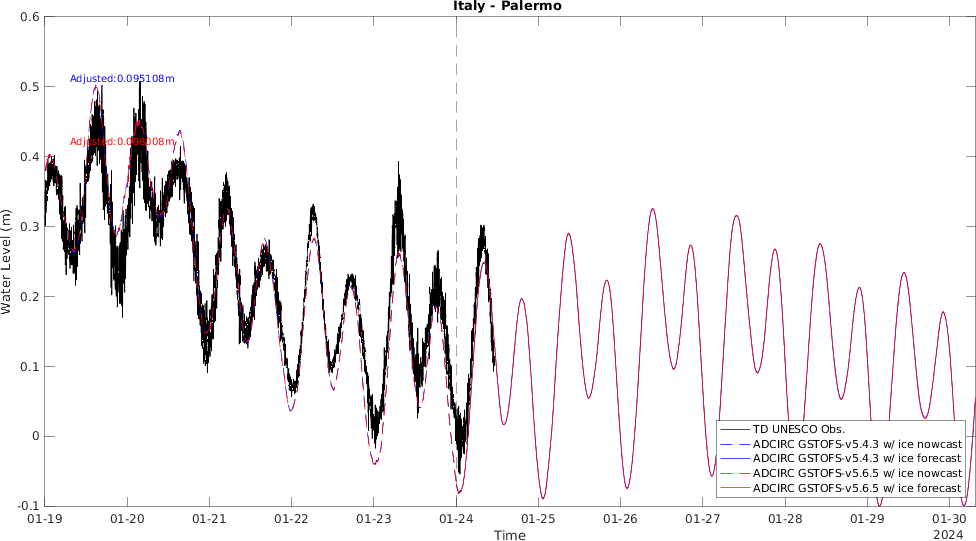 Italy - Palermo
0.6
0.5
0.4
0.3
0.2
0.1
0
-0.1
Water Level (m)
Adjusted:0.095108m
TD UNESCO Obs.
ADCIRC GSTOFS-v5.4.3 w/ ice nowcast
ADCIRC GSTOFS-v5.4.3 w/ ice forecast
ADCIRC GSTOFS-v5.6.5 w/ ice nowcast
ADCIRC GSTOFS-v5.6.5 w/ ice forecast
01-19 01-20 01-21 01-22 01-23 01-24 01-25 01-26 01-27 01-28 01-29 01-30
Time
2024